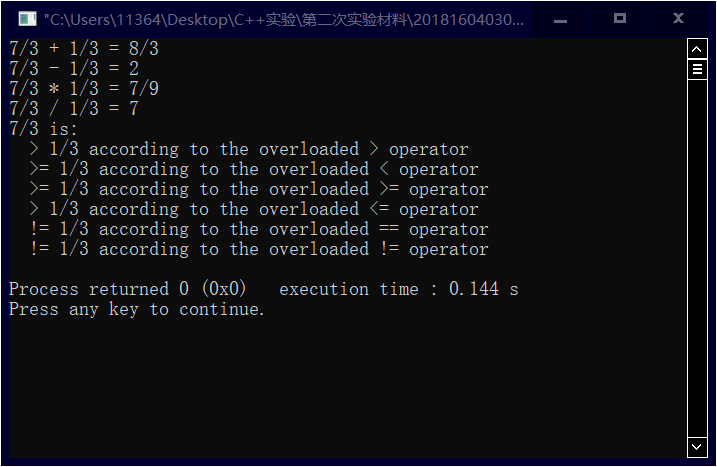 "C:\Users\11364\Desktop\C++实验\第二次实验材料\20181604030...
7/3 + 1/3 = 8/3
7/3 - 1/3 = 2
7/3 * 1/3 = 7/9
7/3 / 1/3 = 7
7/3 is:
  > 1/3 according to the overloaded > operator
  >= 1/3 according to the overloaded < operator
  >= 1/3 according to the overloaded >= operator
  > 1/3 according to the overloaded <= operator
  != 1/3 according to the overloaded == operator
  != 1/3 according to the overloaded != operator
Process returned 0 (0x0)   execution time : 0.144 s
Press any key to continue.